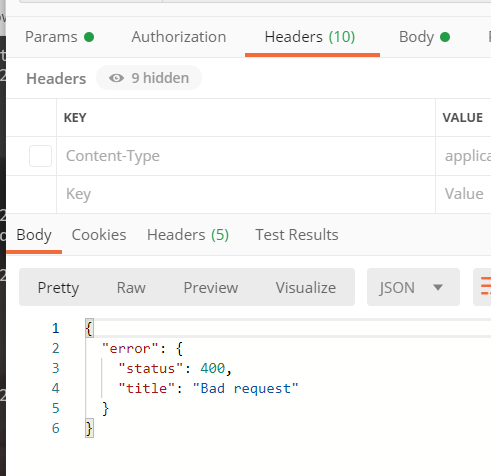 Params Authorization Headers (10) Body
Headers 9 hidden
KEY VALUE
Content-Type applica
Key Value
Body Cookies Headers (5) Test Results
Pretty Raw Preview Visualize JSON
1 {
2 "error": {
3 "status": 400,
4 "title": "Bad request"
5 }
6 }